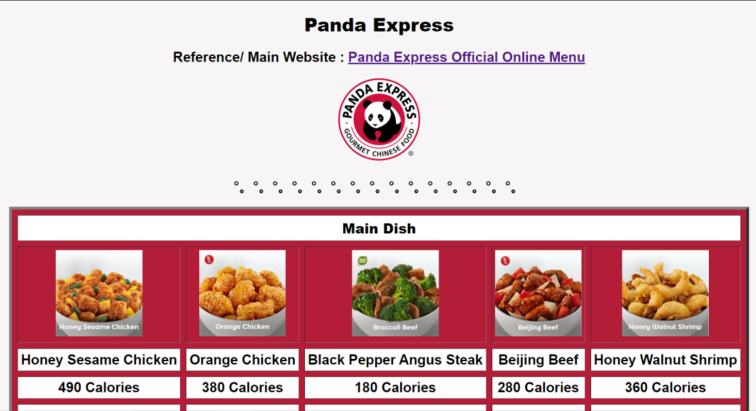 Panda Express
Reference/ Main Website : Panda Express Official Online Menu
PANDA EXPRESS
GOURMET CHINESE FOOD
®
Main Dish
Honey Sesame Chicken Orange Chicken Broccoli Beef Beijing Beef Honey Walnut Shrimp
Honey Sesame Chicken Orange Chicken Black Pepper Angus Steak Beijing Beef Honey Walnut Shrimp
490 Calories 380 Calories 180 Calories 280 Calories 360 Calories